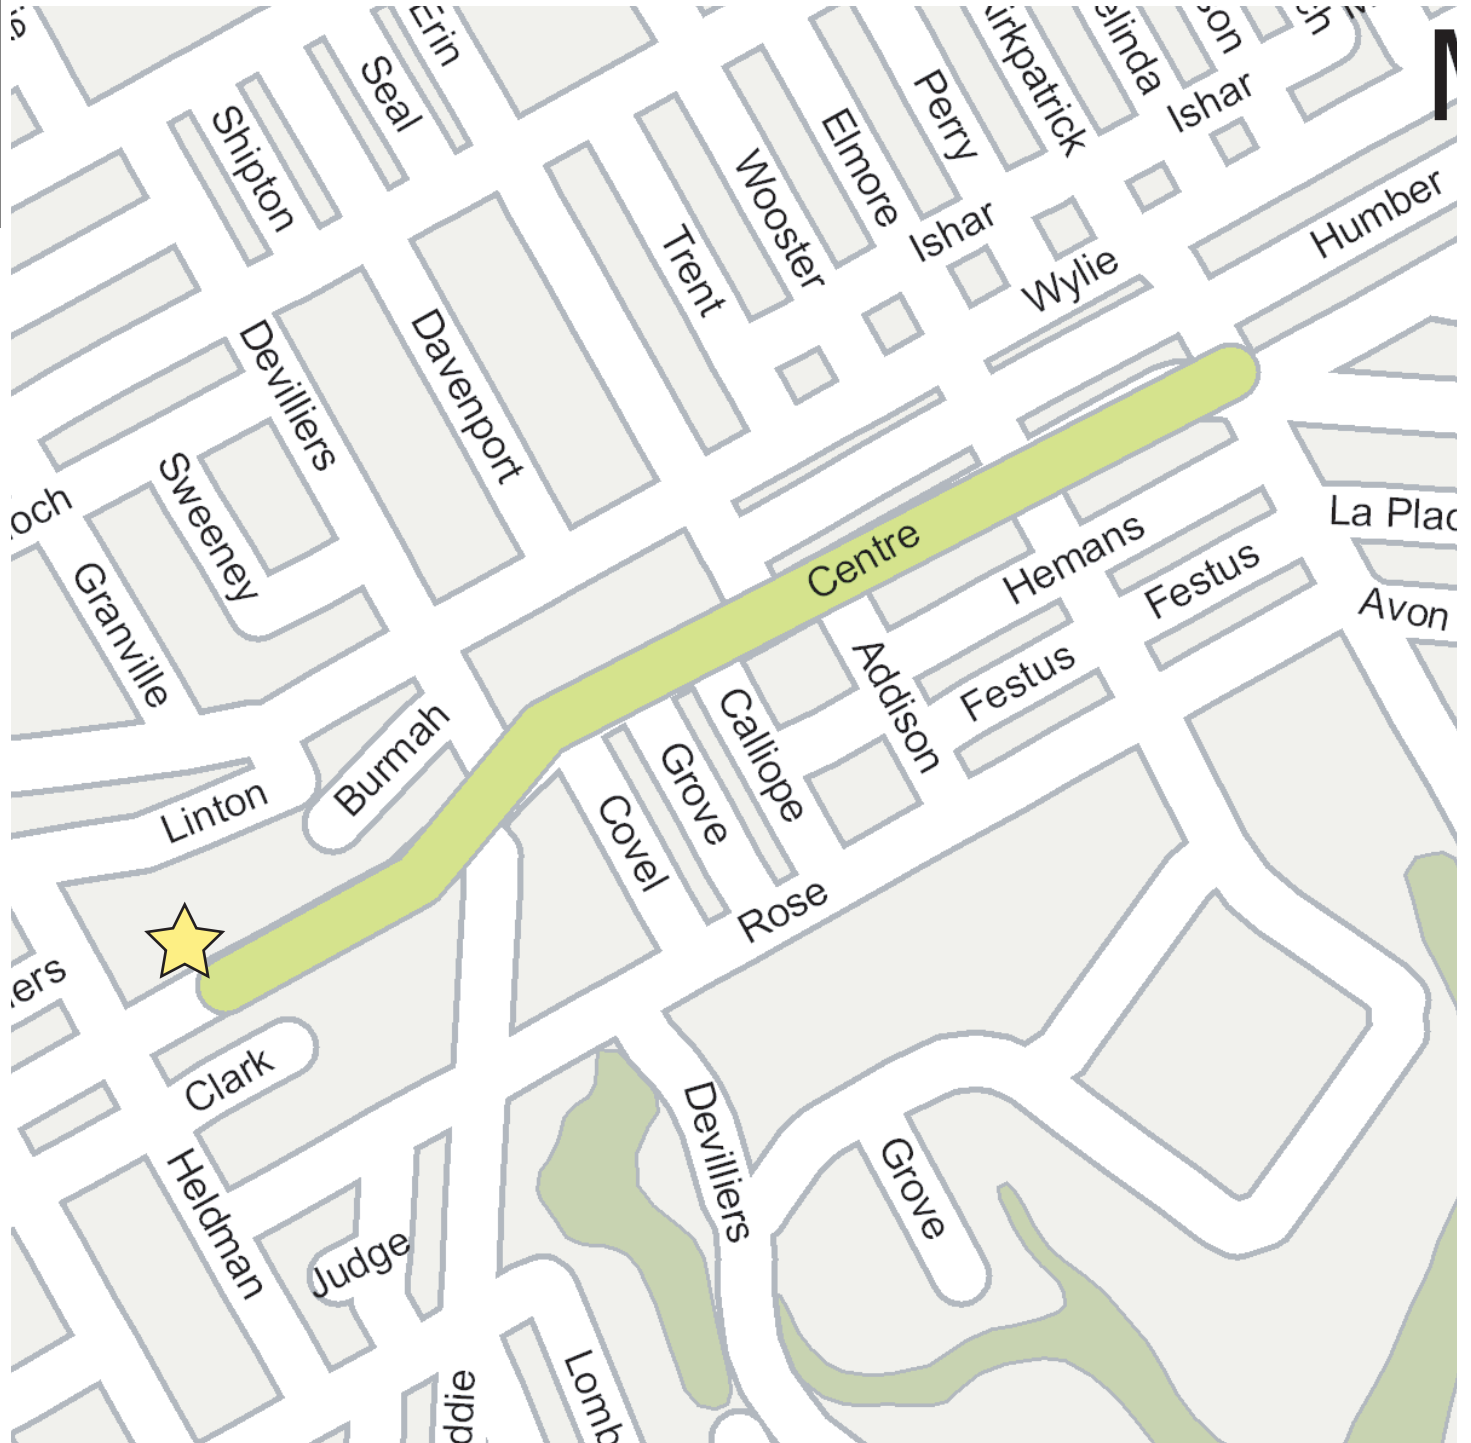 Erin
Seal
Shipton
Perry
Elmore
Ishar
Wooster
Humber
Ishar
Trent
Wylie
Devilliers
Davenport
Sweeney
La Plac
Centre
Hemans
Festus
Granville
Avon
Addison
Festus
Calliope
Burmah
Grove
Linton
Covel
Rose
Clark
Devilliers
Heldman
Grove
Judge
Lomb